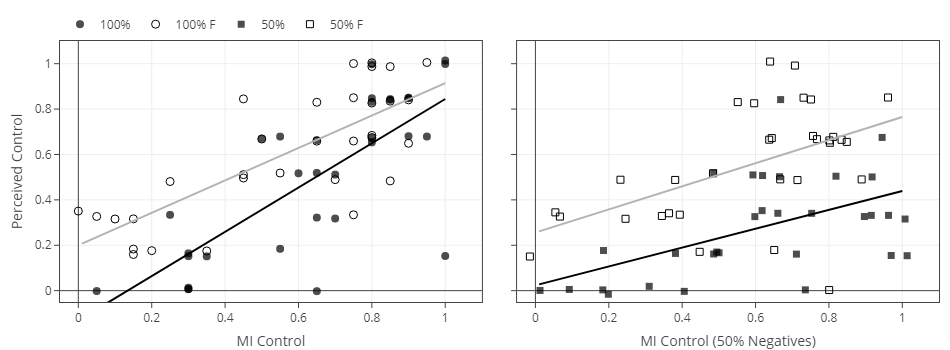 100% 100% F 50% 50% F
Perceived Control
1
0.8
0.6
0.4
0.2
0
0 0.2 0.4 0.6 0.8 1
0 0.2 0.4 0.6 0.8 1
MI Control
MI Control (50% Negatives)